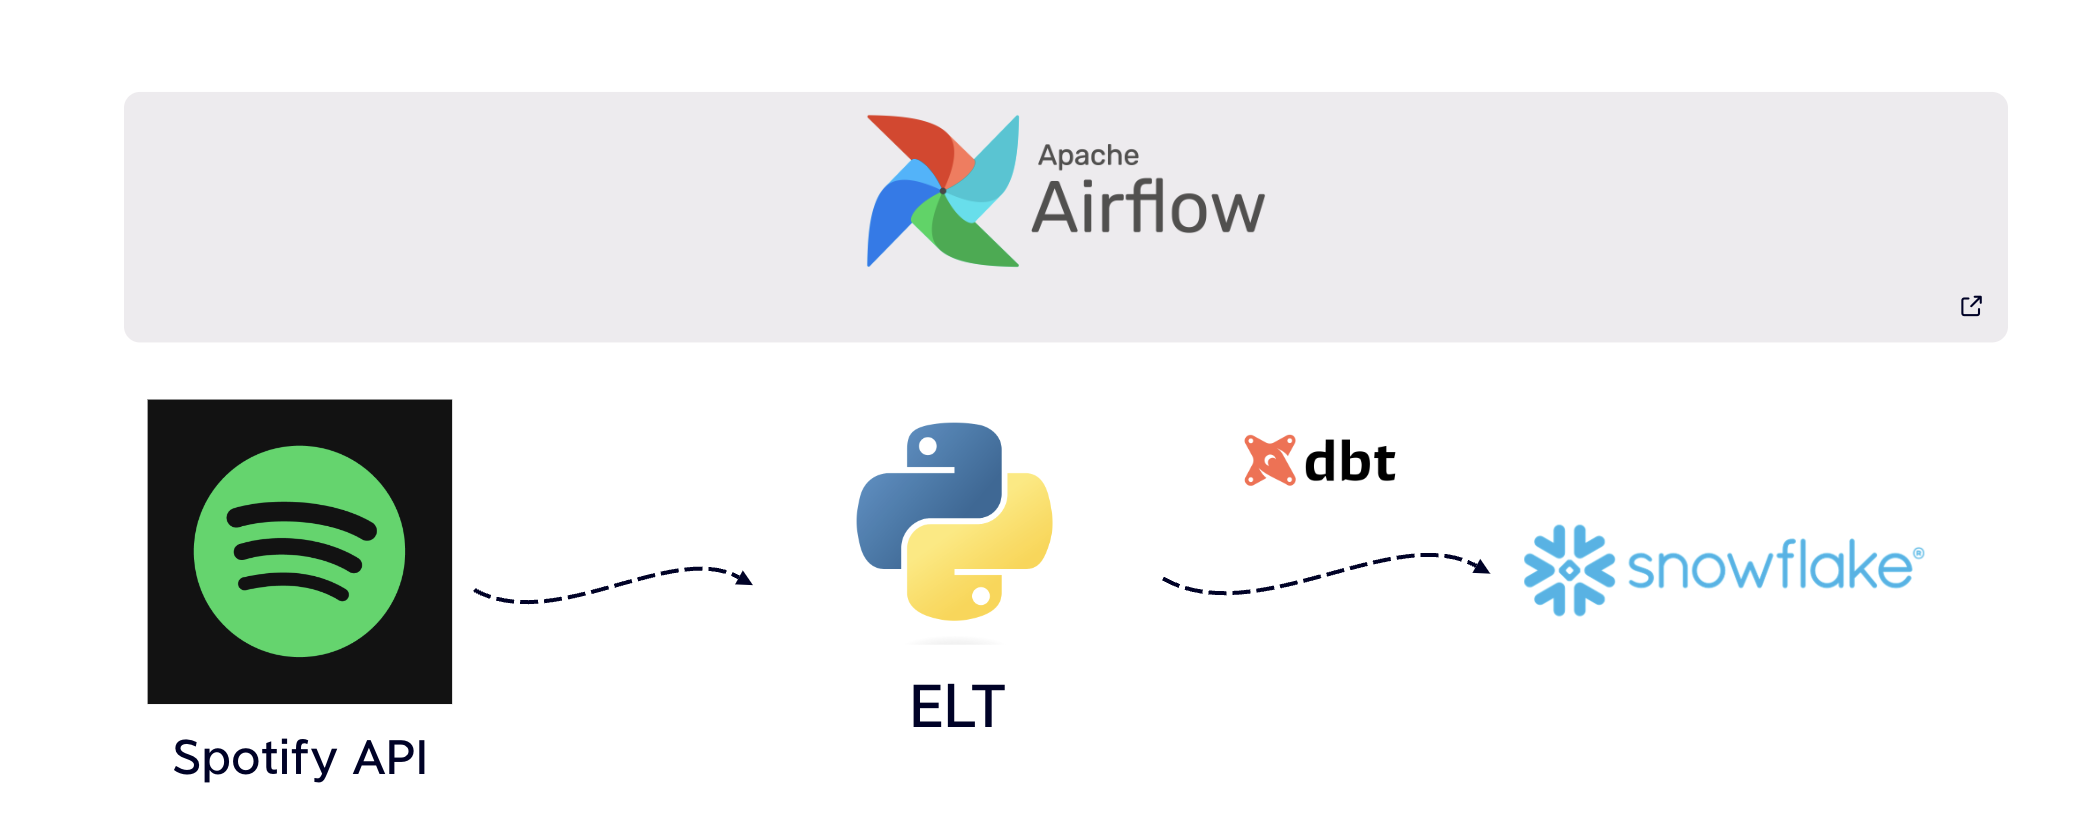 Apache
Airflow
dbt
snowflake®
ELT
Spotify API